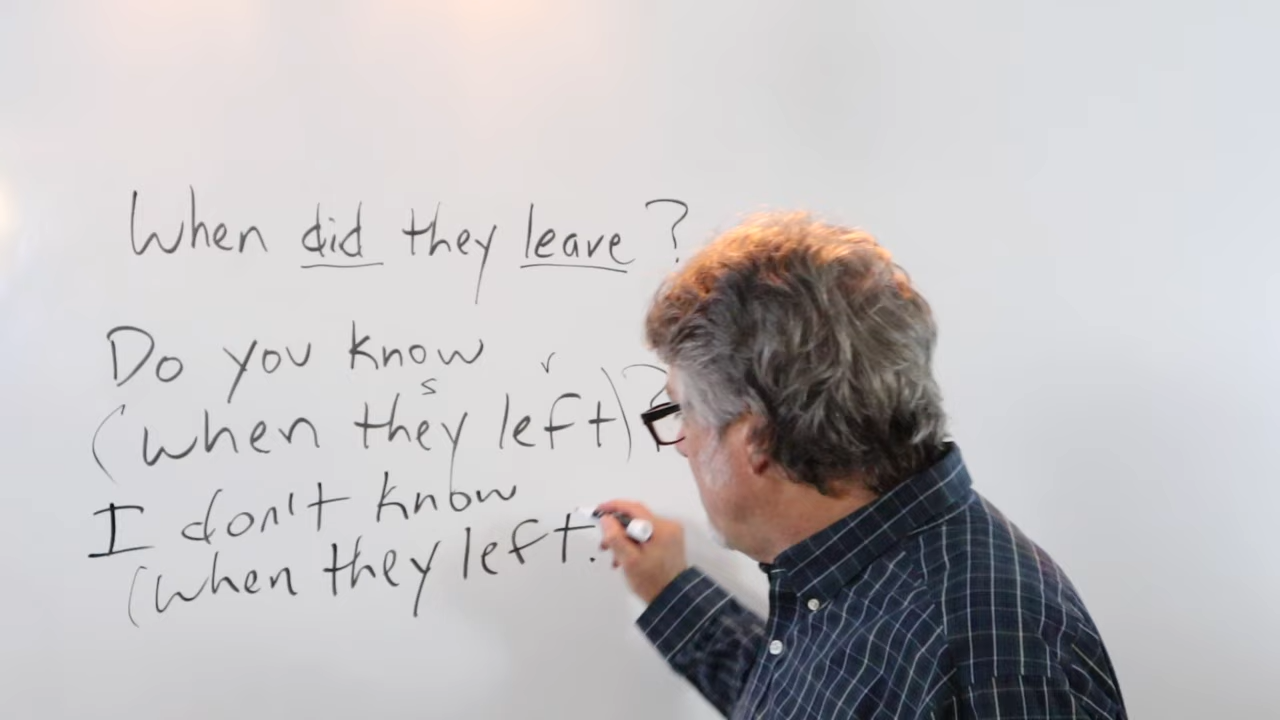 When did they leave?
Do you know
s v
(when they left)?
I don't know
(when they left.